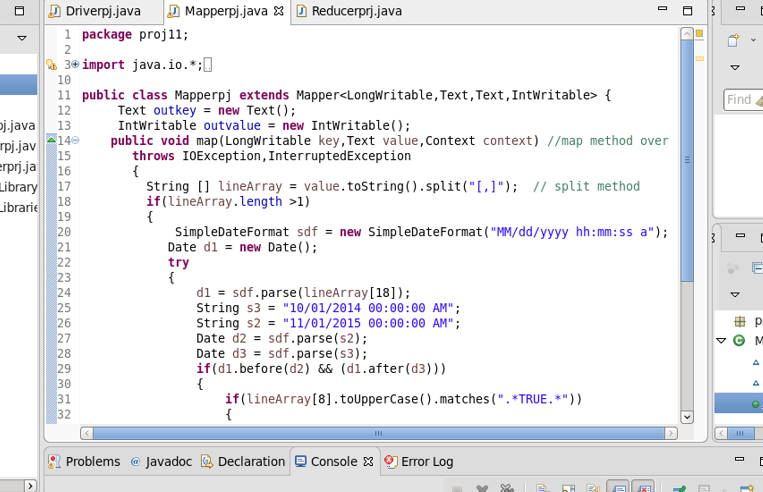 Driverpj.java Mapperpj.java Reducerprj.java
1 package proj11;
2
3 import java.io.*;
10
11 public class Mapperpj extends Mapper<LongWritable,Text,Text,IntWritable> {
12 Text outkey = new Text();
13 IntWritable outvalue = new IntWritable();
14 public void map(LongWritable key,Text value,Context context) //map method over
15 throws IOException,InterruptedException
16 {
17 String [] lineArray = value.toString().split("[,]"); // split method
18 if(lineArray.length >1)
19 {
20 SimpleDateFormat sdf = new SimpleDateFormat("MM/dd/yyyy hh:mm:ss a");
21 Date d1 = new Date();
22 try
23 {
24 d1 = sdf.parse(lineArray[18]);
25 String s3 = "10/01/2014 00:00:00 AM";
26 String s2 = "11/01/2015 00:00:00 AM";
27 Date d2 = sdf.parse(s2);
28 Date d3 = sdf.parse(s3);
29 if(d1.before(d2) && (d1.after(d3)))
30 {
31 if(lineArray[8].toUpperCase().matches(".*TRUE.*"))
32 {
pj.java
rpj.java
erprj.ja
Library
Librarie
Find
p
M
Problems @ Javadoc Declaration Console Error Log